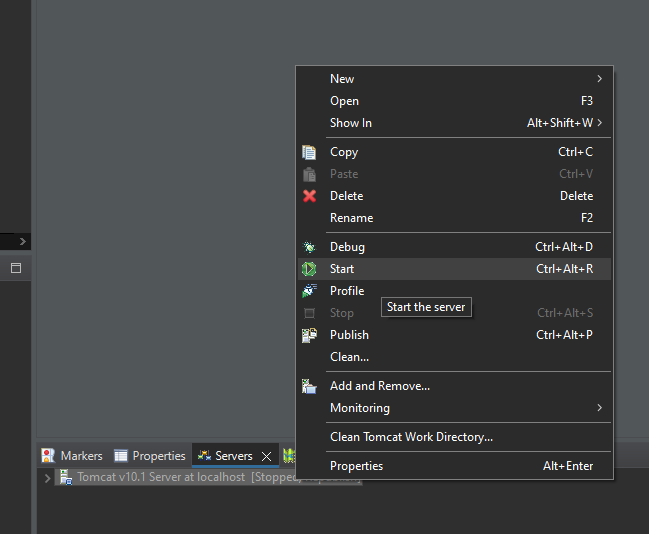 New
Open F3
Show In Alt+Shift+W
Copy Ctrl+C
Paste Ctrl+V
Delete Delete
Rename F2
Debug Ctrl+Alt+D
Start Ctrl+Alt+R
Profile
Start the server
Stop Ctrl+Alt+S
Publish Ctrl+Alt+P
Clean...
Add and Remove...
Monitoring
Clean Tomcat Work Directory...
Properties Alt+Enter
Markers Properties Servers
Tomcat v10.1 Server at localhost [Stopped,